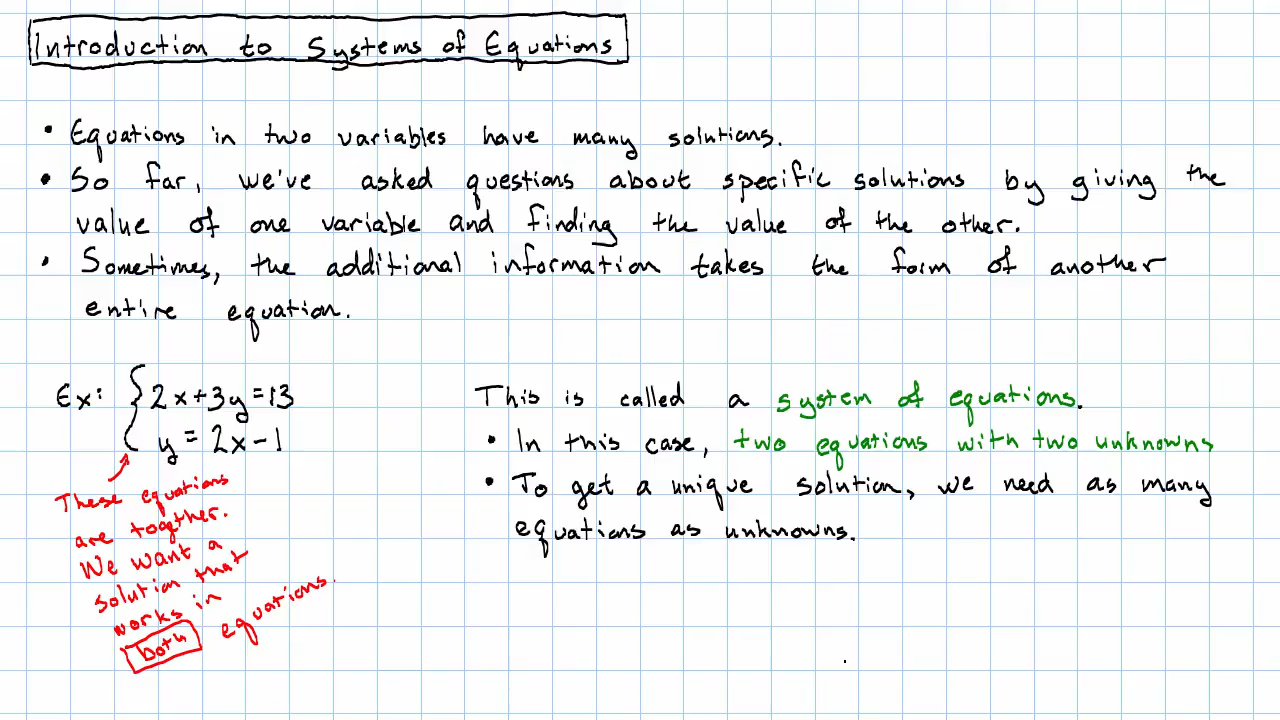 Introduction to Systems of Equations
• Equations in two variables have many solutions.
• So far, we've asked questions about specific solutions by giving the
value of one variable and finding the value of the other.
• Sometimes, the additional information takes the form of another
entire equation.
Ex: { 2x+3y=13
y = 2x-1
These equations
are together.
We want a
solution that
works in
both equations.
This is called a system of equations.
• In this case, two equations with two unknowns
• To get a unique solution, we need as many
equations as unknowns.